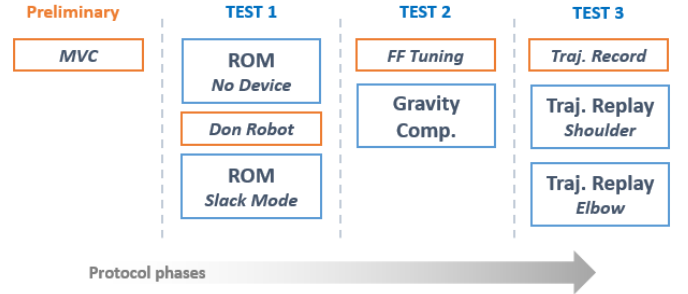 Preliminary
MVC
TEST 1
ROM
No Device
Don Robot
ROM
Slack Mode
TEST 2
FF Tuning
Gravity
Comp.
TEST 3
Traj. Record
Traj. Replay
Shoulder
Traj. Replay
Elbow
Protocol phases